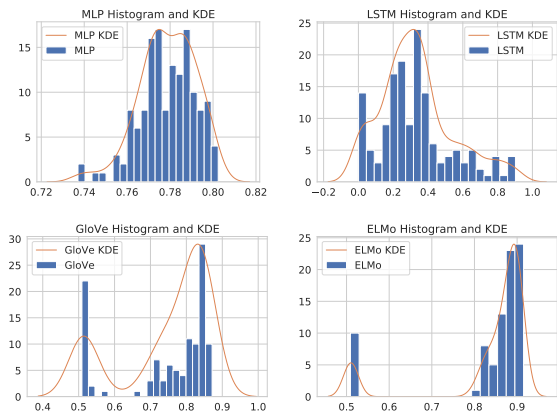 MLP Histogram and KDE
MLP KDE
MLP
15
10
5
0
0.72 0.74 0.76 0.78 0.80 0.82
LSTM Histogram and KDE
LSTM KDE
LSTM
25
20
15
10
5
0
−0.2 0.0 0.2 0.4 0.6 0.8 1.0
GloVe Histogram and KDE
GloVe KDE
GloVe
30
25
20
15
10
5
0
0.4 0.5 0.6 0.7 0.8 0.9 1.0
ELMo Histogram and KDE
ELMo KDE
ELMo
25
20
15
10
5
0
0.5 0.6 0.7 0.8 0.9